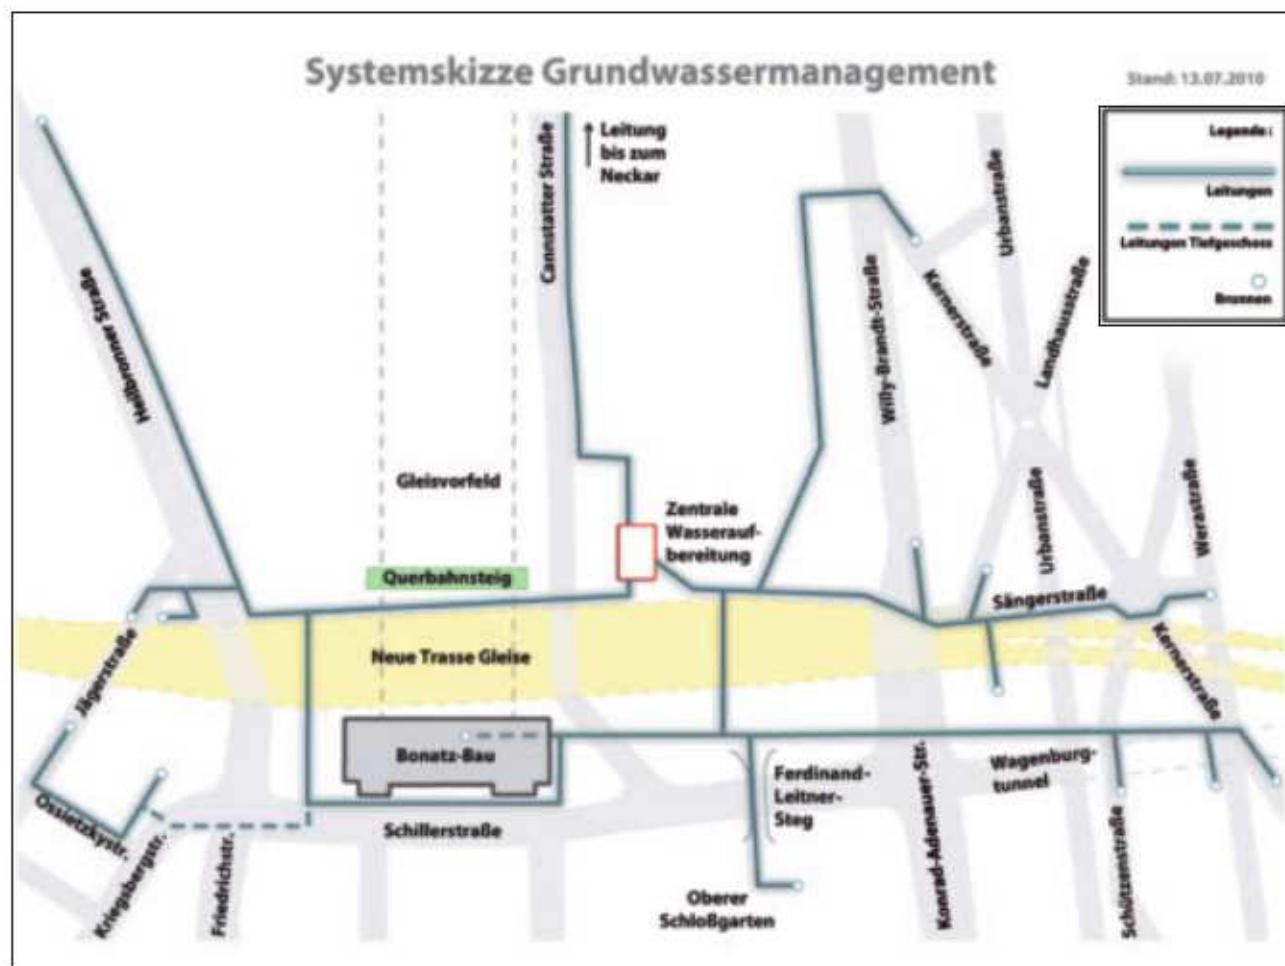 Systemskizze Grundwassermanagement
Stand: 13.07.2010
Legende:
Leitungen
Leitungen Tiefgeschoss
Brunnen
Leitung
bis zum
Neckar
Cannstatter Straße
Heilbronner Straße
Urbanstraße
Kernerstraße
Landhausstraße
Willy-Brandt-Straße
Gleisvorfeld
Zentrale
Wasserauf-
bereitung
Urbanstraße
Werastraße
Querbahnsteig
Sängerstraße
Neue Trasse Gleise
Jägerstraße
Kernerstraße
Bonatz-Bau
Ferdinand-
Leitner-
Steg
Wagenburg-
tunnel
Konrad-Adenauer-Str.
Ossietzkystr.
Kriegsbergstr.
Friedrichstr.
Schillerstraße
Schützenstraße
Oberer
Schloßgarten